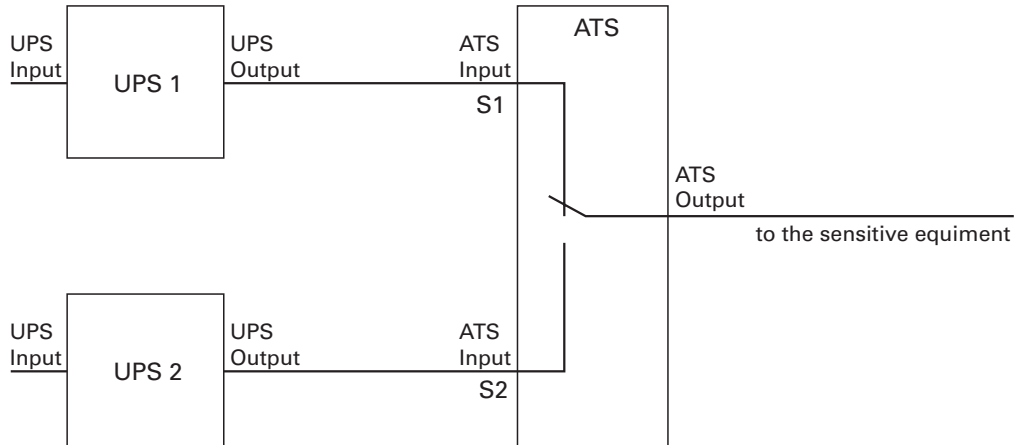 ATS
UPS
Input
UPS 1
UPS
Output
ATS
Input
S1
ATS
Output
to the sensitive equiment
UPS
Input
UPS 2
UPS
Output
ATS
Input
S2